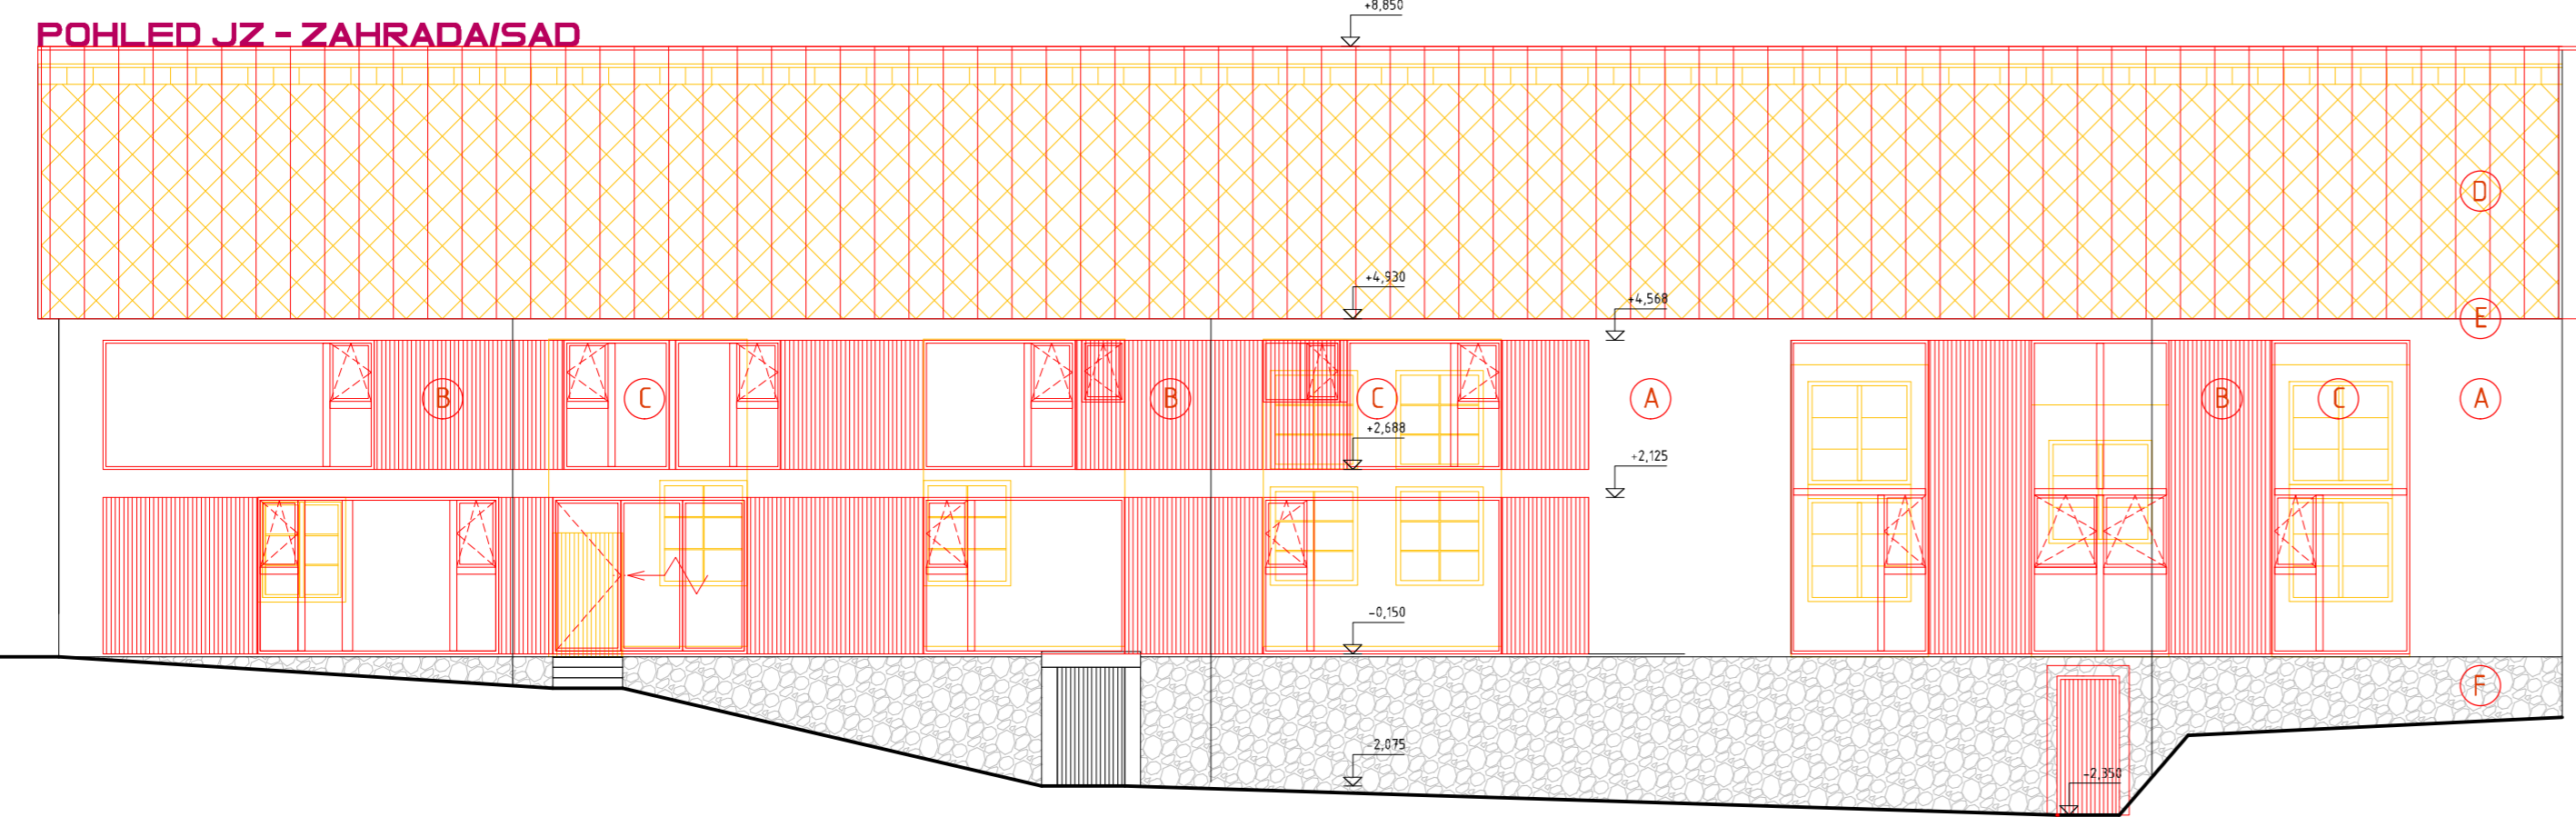 +8,850
POHLED JZ - ZAHRADA/SAD
D
+4,930
+4,568
E
B
C
B
C
A
B
C
A
+2,688
+2,125
-0,150
F
-2,075
-2,350